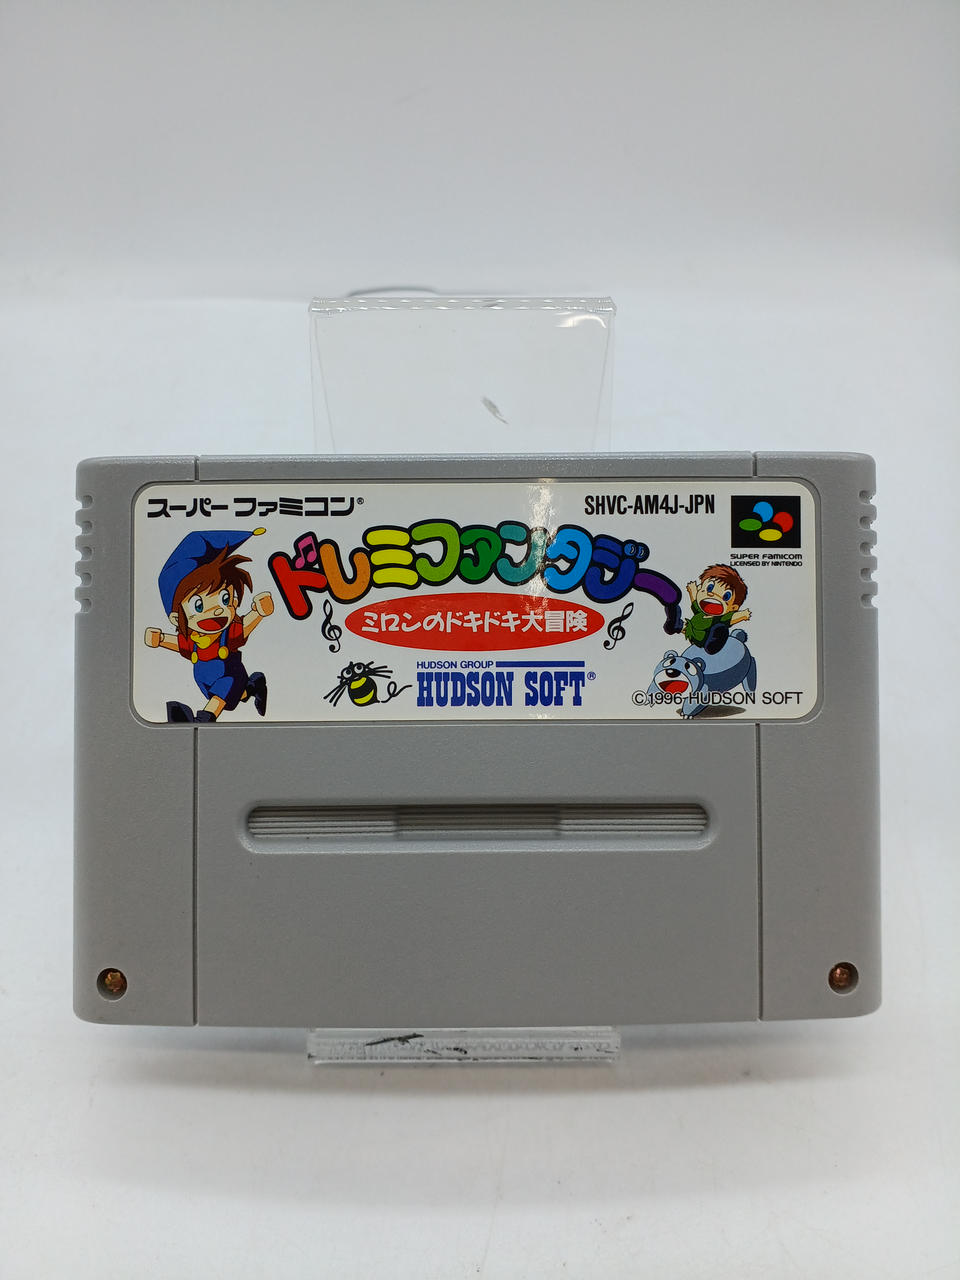 スーパーファミコン®
SHVC-AM4J-JPN
SUPER FAMICOM
LICENSED BY NINTENDO
ドレミファンタジー
ミロンのドキドキ大冒険
HUDSON GROUP
HUDSON SOFT®
©1996 HUDSON SOFT